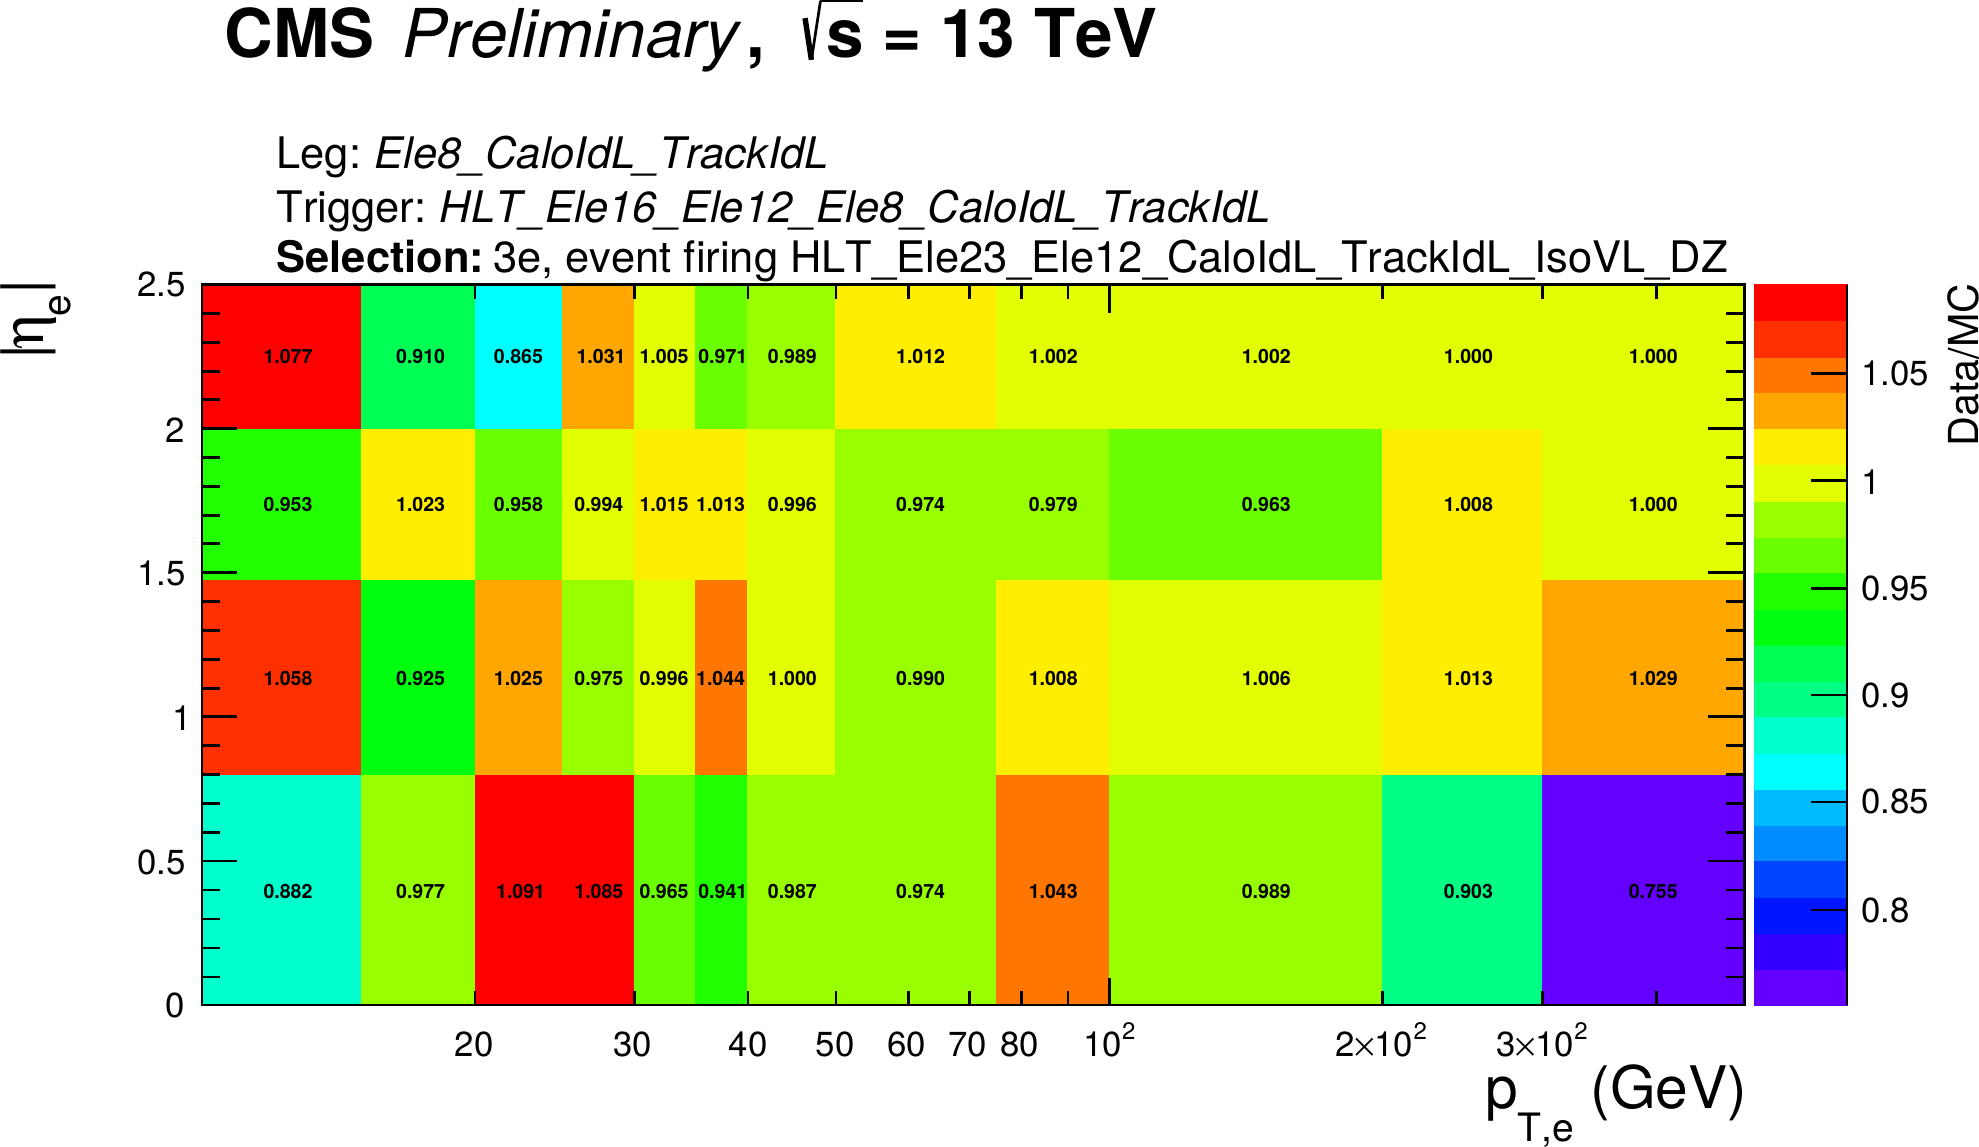 CMS Preliminary, √s = 13 TeV
Leg: Ele8_CaloIdL_TrackIdL
Trigger: HLT_Ele16_Ele12_Ele8_CaloIdL_TrackIdL
Selection: 3e, event firing HLT_Ele23_Ele12_CaloIdL_TrackIdL_IsoVL_DZ
|η_e|
2.5
1.077 0.910 0.865 1.031 1.005 0.971 0.989 1.012 1.002 1.002 1.000 1.000
2
0.953 1.023 0.958 0.994 1.015 1.013 0.996 0.974 0.979 0.963 1.008 1.000
1.5
1.058 0.925 1.025 0.975 0.996 1.044 1.000 0.990 1.008 1.006 1.013 1.029
1
0.5
0.882 0.977 1.091 1.085 0.965 0.941 0.987 0.974 1.043 0.989 0.903 0.755
0
20 30 40 50 60 70 80 10² 2×10² 3×10²
p_T,e (GeV)
1.05
1
0.95
0.9
0.85
0.8
Data/MC